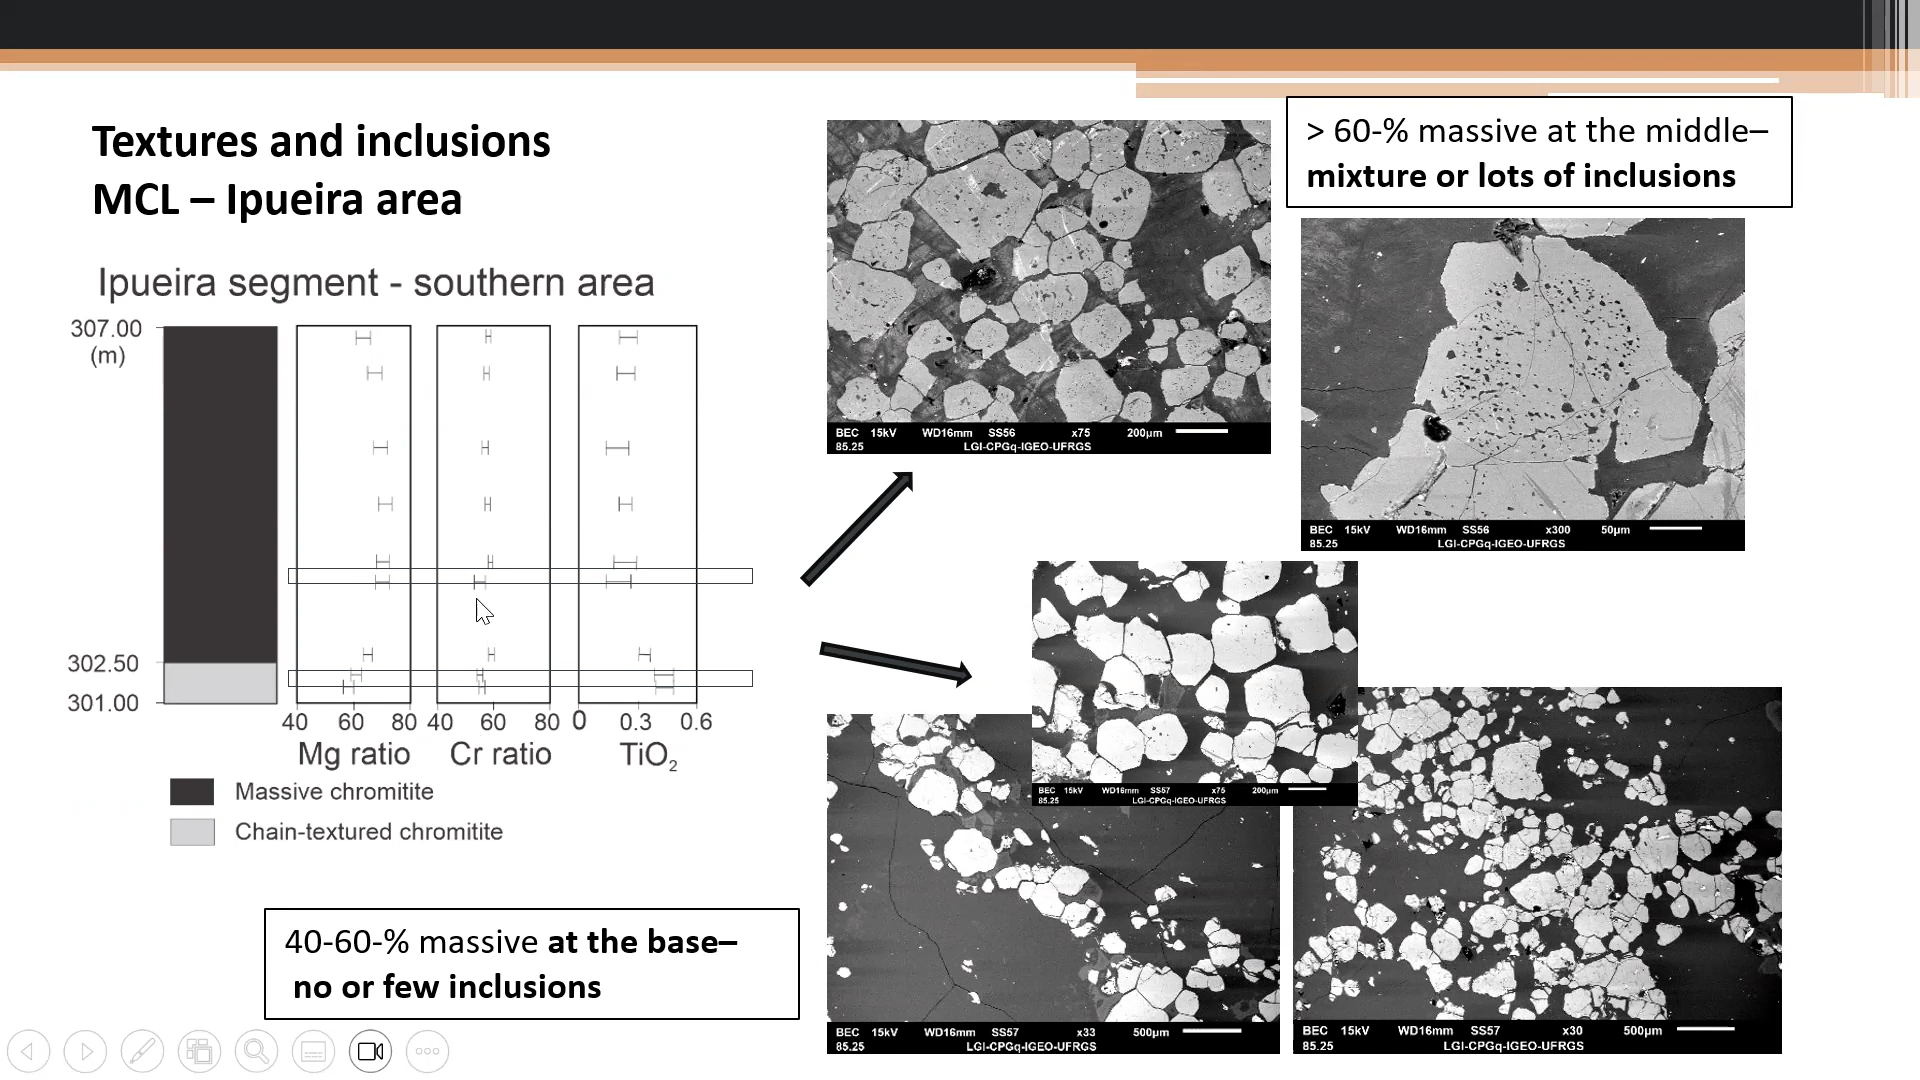 Textures and inclusions
MCL – Ipueira area
Ipueira segment - southern area
307.00
(m)
302.50
301.00
40 60 80 40 60 80 0 0.3 0.6
Mg ratio Cr ratio TiO₂
Massive chromitite
Chain-textured chromitite
40-60-% massive at the base–
no or few inclusions
> 60-% massive at the middle–
mixture or lots of inclusions
BEC 15kV WD16mm SS56 x75 200µm
85.25 LGI-CPGq-IGEO-UFRGS
BEC 15kV WD16mm SS56 x300 50µm
85.25 LGI-CPGq-IGEO-UFRGS
BEC 15kV WD16mm SS57 x75 200µm
85.25 LGI-CPGq-IGEO-UFRGS
BEC 15kV WD16mm SS57 x33 500µm
85.25 LGI-CPGq-IGEO-UFRGS
BEC 15kV WD16mm SS57 x30 500µm
85.25 LGI-CPGq-IGEO-UFRGS